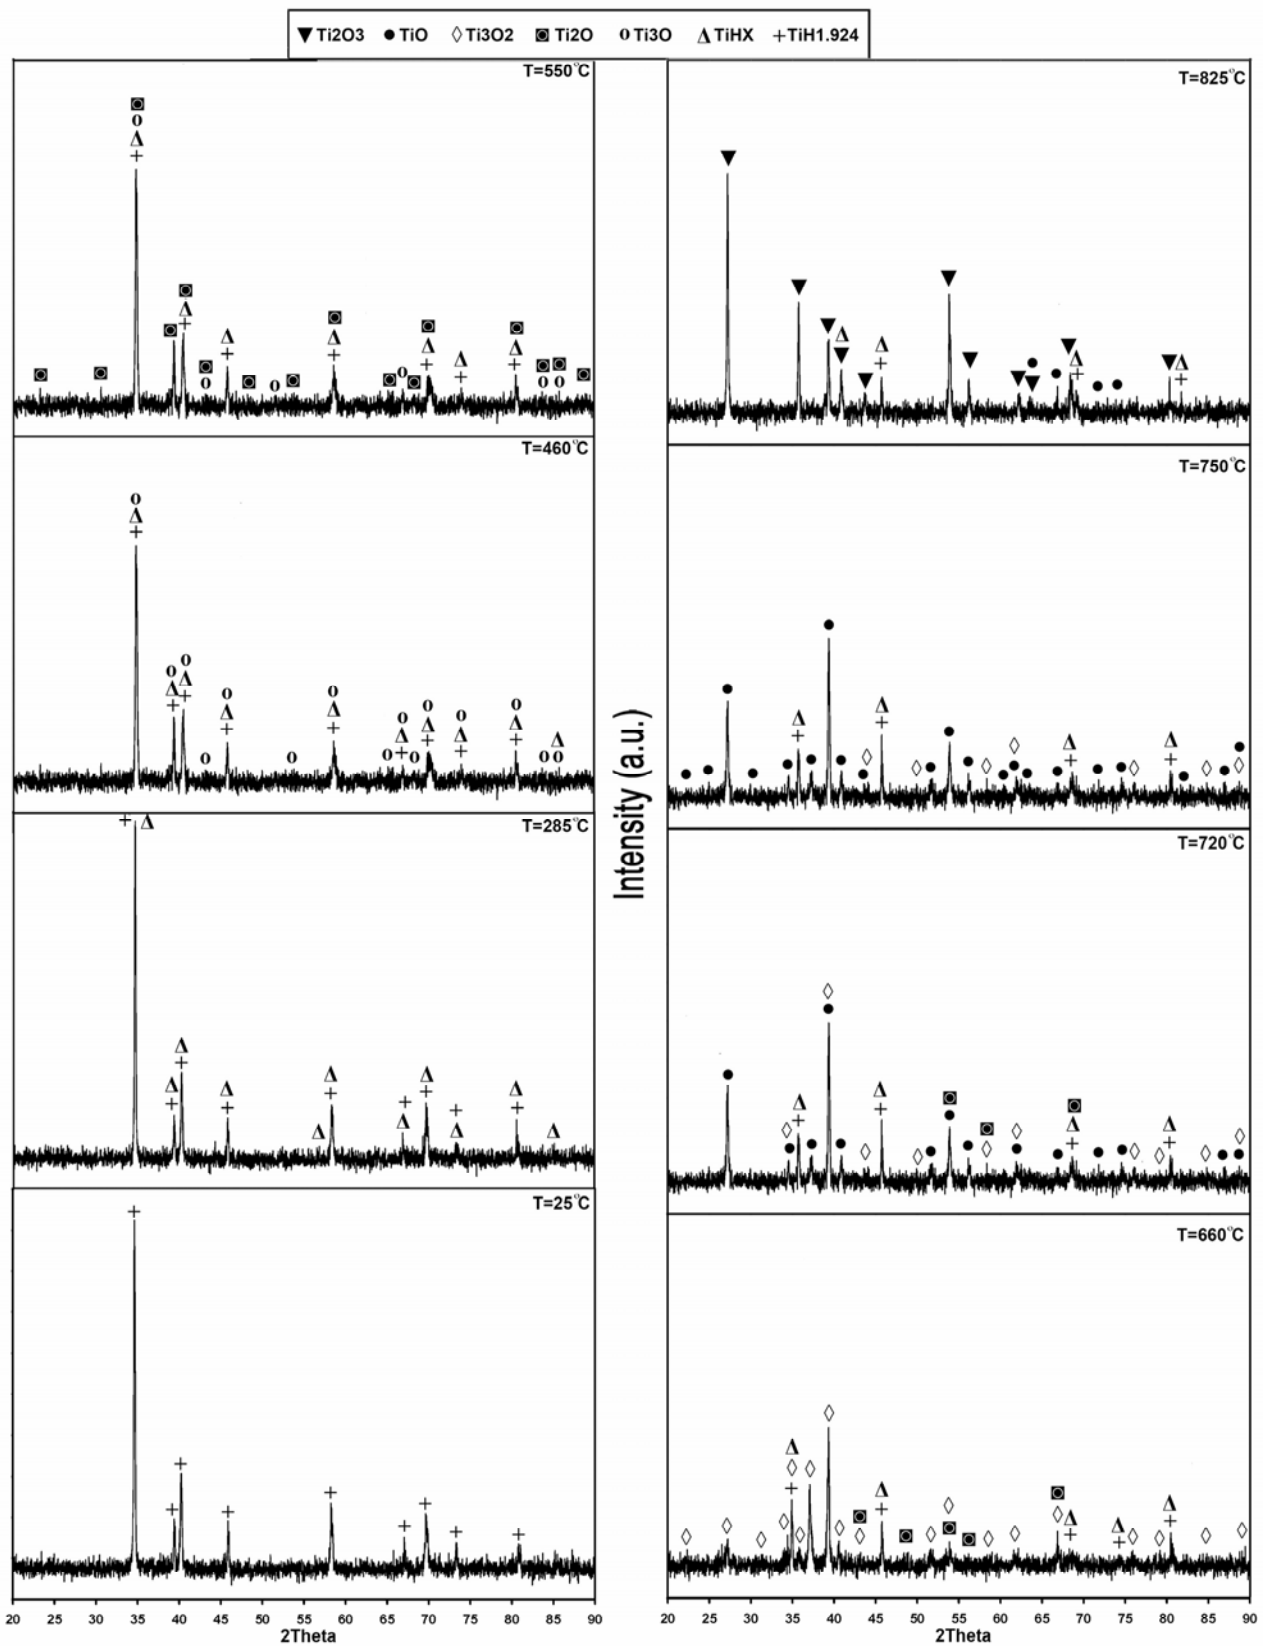 ▼Ti2O3 ●TiO ◇Ti3O2 ◙Ti2O oTi3O ΔTiHX +TiH1.924
T=550°C
T=825°C
T=460°C
T=750°C
Intensity (a.u.)
T=285°C
T=720°C
T=25°C
T=660°C
20 25 30 35 40 45 50 55 60 65 70 75 80 85 90
2Theta
20 25 30 35 40 45 50 55 60 65 70 75 80 85 90
2Theta